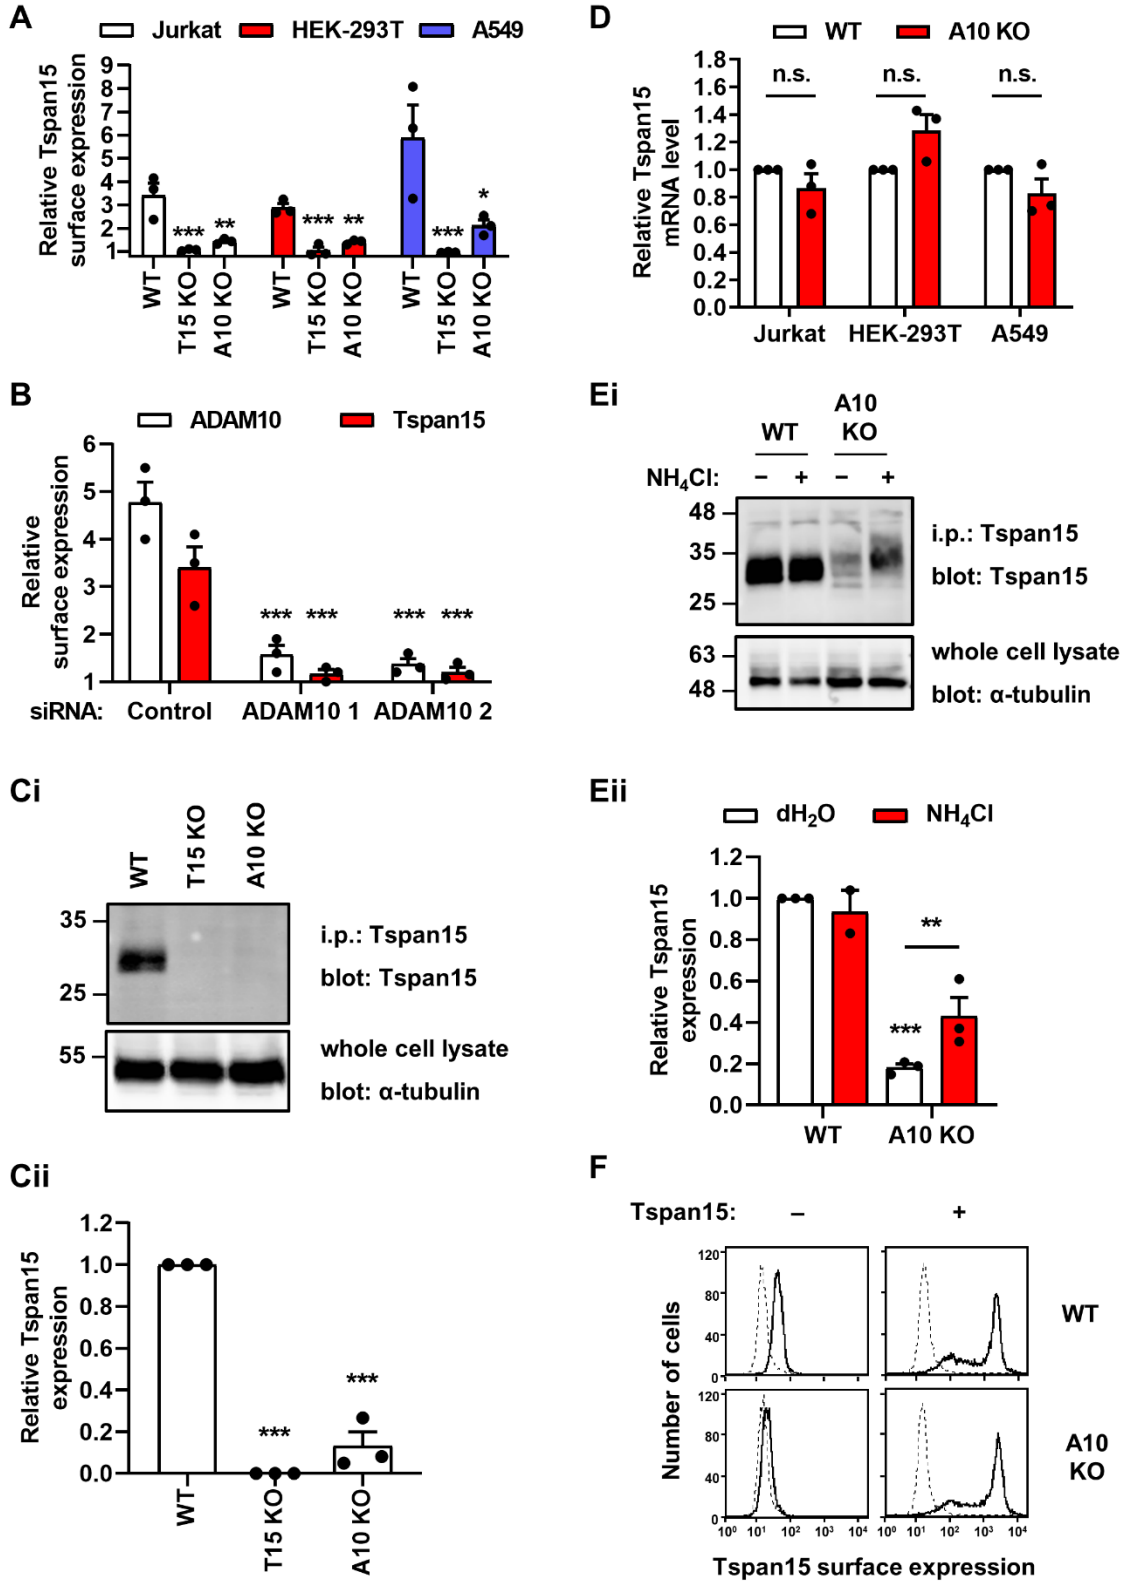 A
Jurkat HEK-293T A549
Relative Tspan15
surface expression
9
8
7
6
5
4
3
2
1
*** ** *** ** *** *
WT T15 KO A10 KO WT T15 KO A10 KO WT T15 KO A10 KO
B
ADAM10 Tspan15
Relative
surface expression
6
5
4
3
2
1
*** *** *** ***
siRNA: Control ADAM10 1 ADAM10 2
Ci
WT T15 KO A10 KO
35
25
i.p.: Tspan15
blot: Tspan15
55
whole cell lysate
blot: α-tubulin
Cii
Relative Tspan15
expression
1.2
1.0
0.8
0.6
0.4
0.2
0.0
*** ***
WT T15 KO A10 KO
D
WT A10 KO
Relative Tspan15
mRNA level
1.8
1.6
1.4
1.2
1.0
0.8
0.6
0.4
0.2
0.0
n.s. n.s. n.s.
Jurkat HEK-293T A549
Ei
WT A10
KO
NH₄Cl: – + – +
48
35
25
i.p.: Tspan15
blot: Tspan15
63
48
whole cell lysate
blot: α-tubulin
Eii
dH₂O NH₄Cl
Relative Tspan15
expression
1.2
1.0
0.8
0.6
0.4
0.2
0.0
*** **
WT A10 KO
F
Tspan15: – +
Number of cells
120
80
40
0
WT
120
80
40
0
A10
KO
10⁰ 10¹ 10² 10³ 10⁴ 10¹ 10² 10³ 10⁴
Tspan15 surface expression